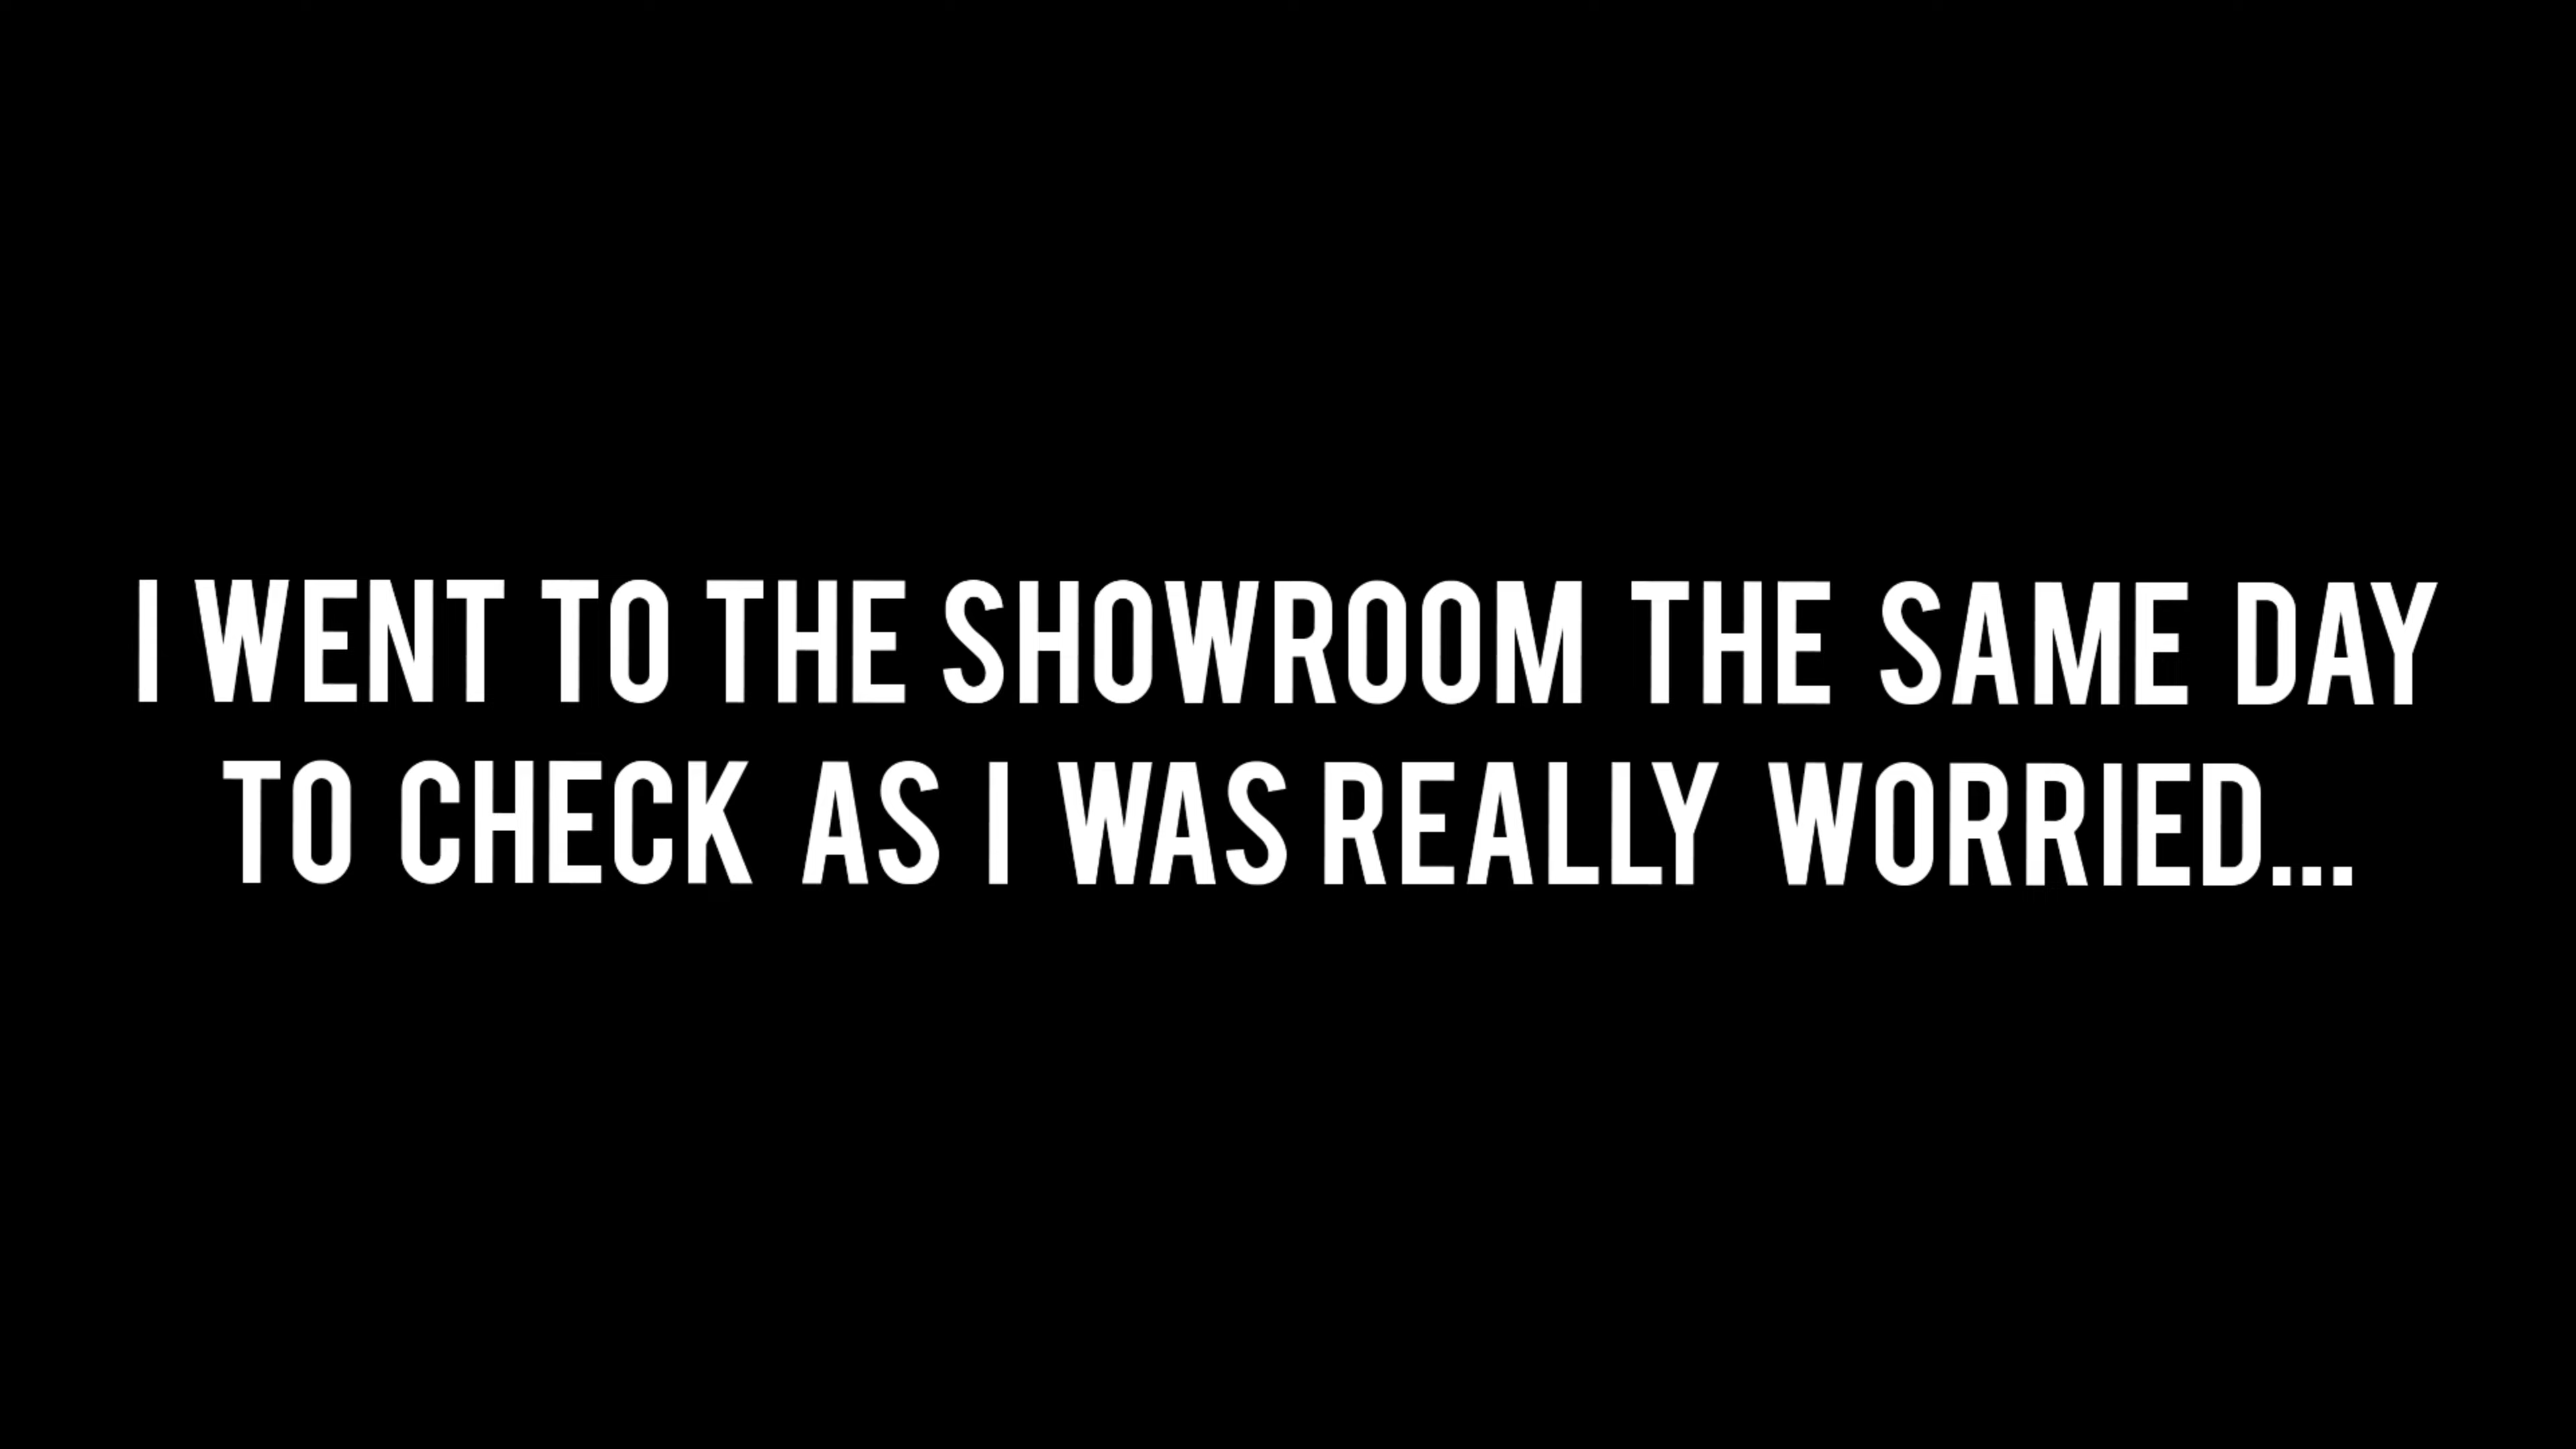 I WENT TO THE SHOWROOM THE SAME DAY
TO CHECK AS I WAS REALLY WORRIED...